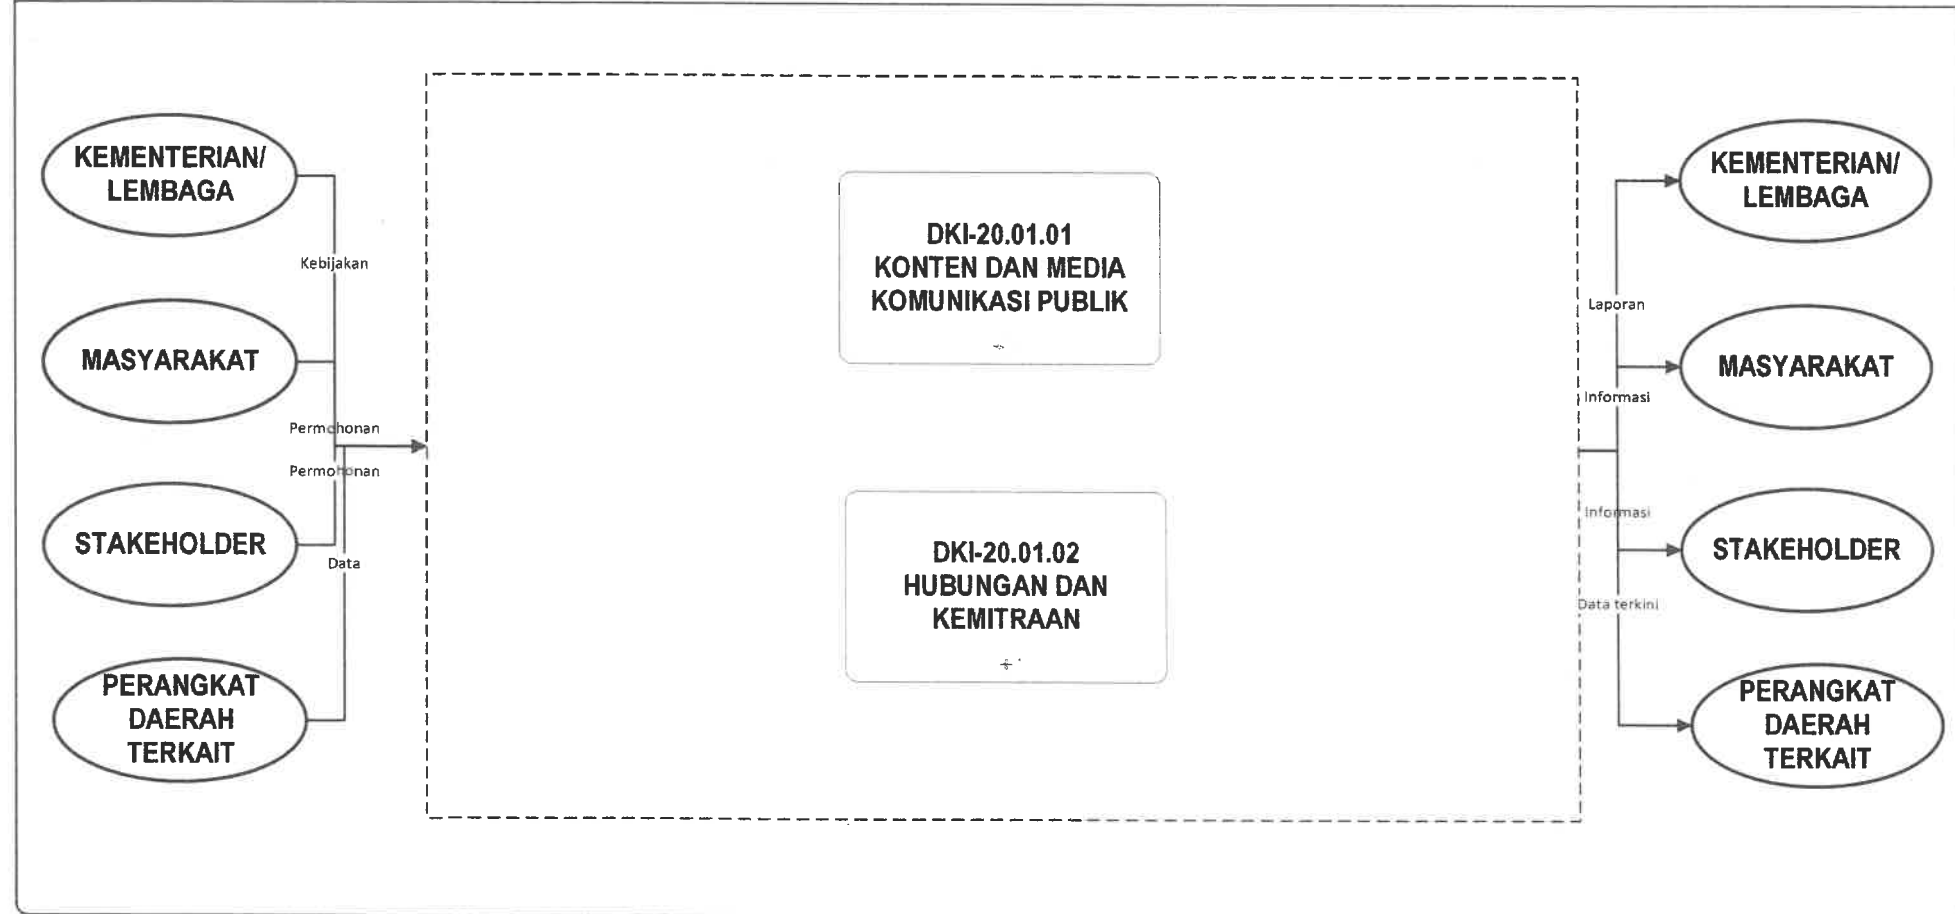 KEMENTERIAN/
LEMBAGA
Kebijakan
MASYARAKAT
Permohonan
Permohonan
STAKEHOLDER
Data
PERANGKAT
DAERAH
TERKAIT
DKI-20.01.01
KONTEN DAN MEDIA
KOMUNIKASI PUBLIK
DKI-20.01.02
HUBUNGAN DAN
KEMITRAAN
KEMENTERIAN/
LEMBAGA
Laporan
MASYARAKAT
Informasi
Informasi
STAKEHOLDER
Data terkini
PERANGKAT
DAERAH
TERKAIT